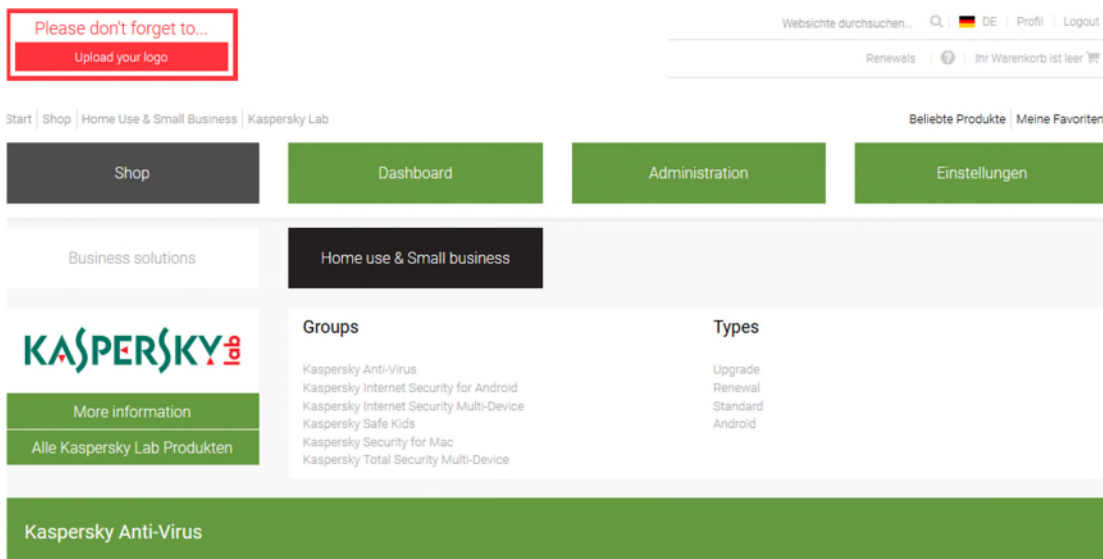 Please don't forget to...
Upload your logo
Websichte durchsuchen... DE Profil Logout
Renewals ? Ihr Warenkorb ist leer
Start Shop Home Use & Small Business Kaspersky Lab
Beliebte Produkte Meine Favoriten
Shop Dashboard Administration Einstellungen
Business solutions Home use & Small business
KASPERSKY lab
More information
Alle Kaspersky Lab Produkten
Groups
Kaspersky Anti-Virus
Kaspersky Internet Security for Android
Kaspersky Internet Security Multi-Device
Kaspersky Safe Kids
Kaspersky Security for Mac
Kaspersky Total Security Multi-Device
Types
Upgrade
Renewal
Standard
Android
Kaspersky Anti-Virus